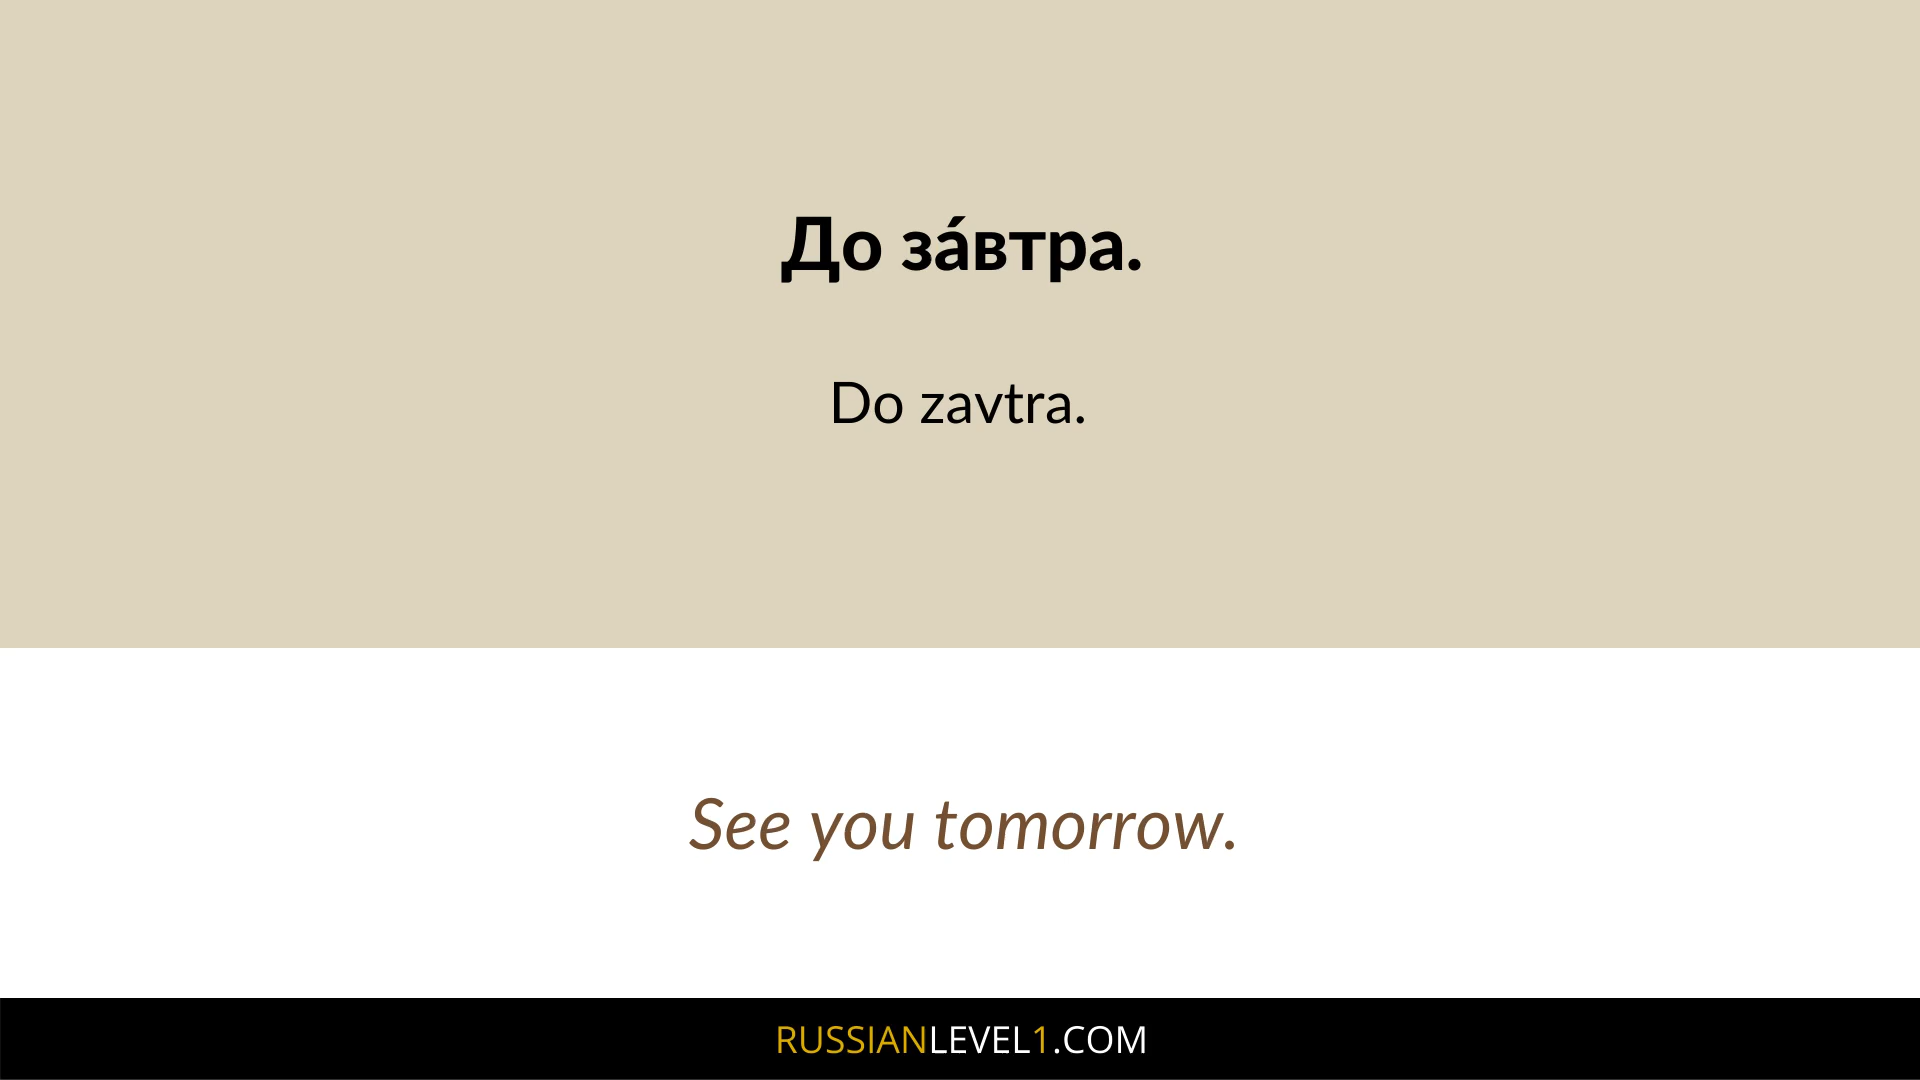 До за́втра.
Do zavtra.
See you tomorrow.
RUSSIANLEVEL1.COM